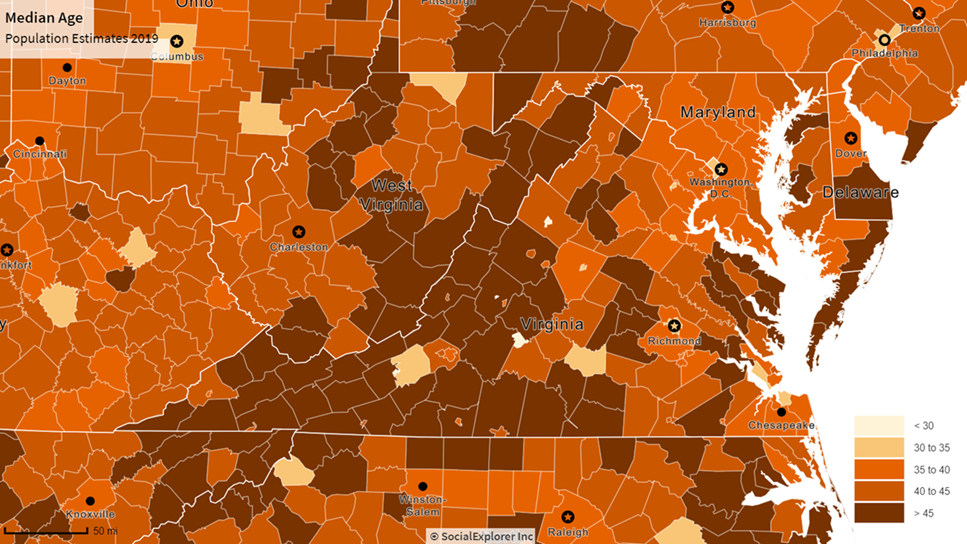 Pittsburgh
Ohio
Median Age
Population Estimates 2019
Harrisburg
Trenton
Columbus
Philadelphia
Dayton
Maryland
Cincinnati
Dover
Washington,
D.C.
West
Virginia
Delaware
Charleston
nkfort
y
Virginia
Richmond
Chesapeake
< 30
30 to 35
35 to 40
40 to 45
> 45
Winston-
Salem
Knoxville
Raleigh
50 mi
© SocialExplorer Inc